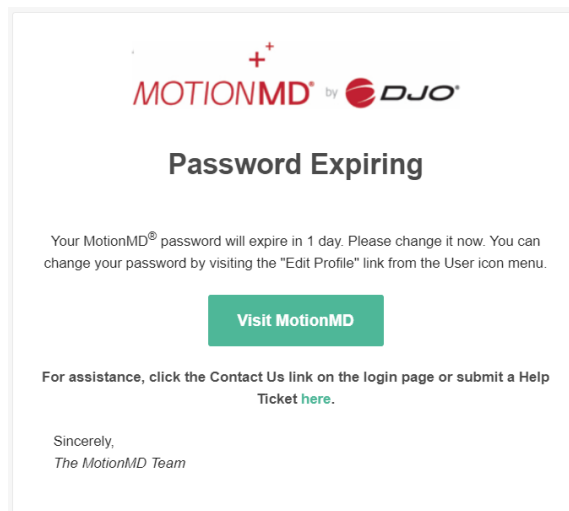 ++
MOTIONMD® by DJO®
Password Expiring
Your MotionMD® password will expire in 1 day. Please change it now. You can
change your password by visiting the "Edit Profile" link from the User icon menu.
Visit MotionMD
For assistance, click the Contact Us link on the login page or submit a Help
Ticket here.
Sincerely,
The MotionMD Team